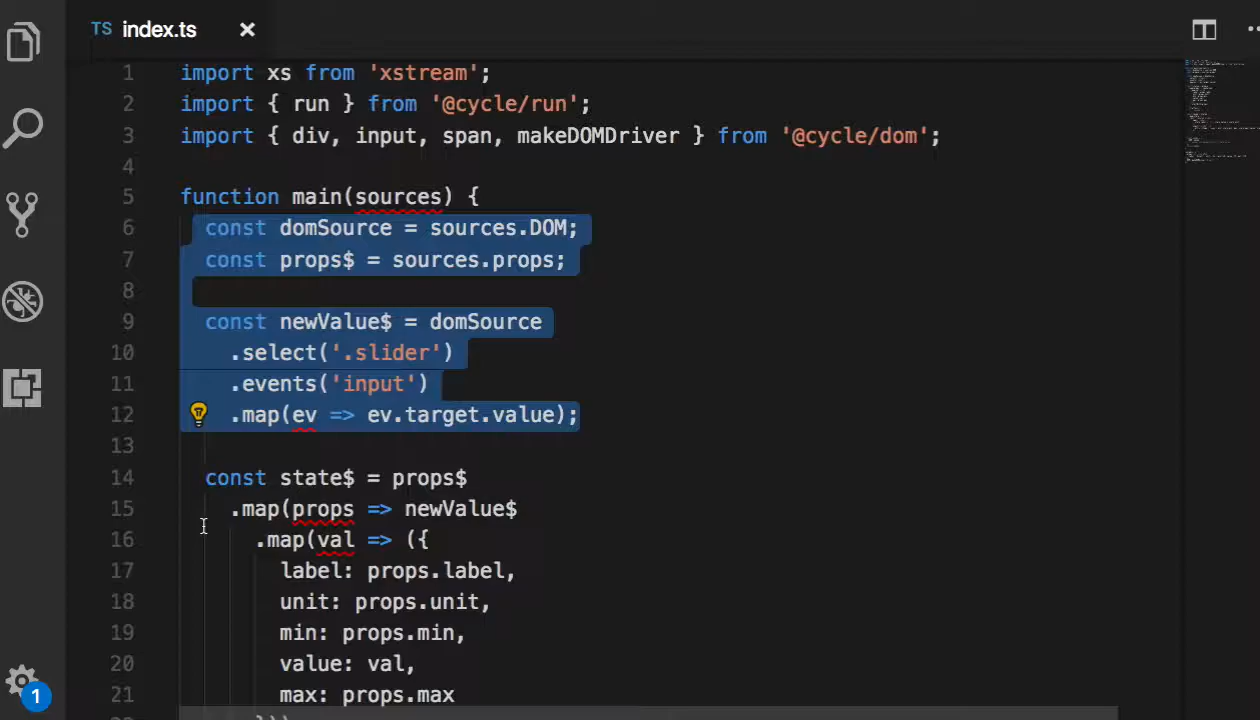 TS index.ts ×
1 import xs from 'xstream';
2 import { run } from '@cycle/run';
3 import { div, input, span, makeDOMDriver } from '@cycle/dom';
4
5 function main(sources) {
6 const domSource = sources.DOM;
7 const props$ = sources.props;
8
9 const newValue$ = domSource
10 .select('.slider')
11 .events('input')
12 .map(ev => ev.target.value);
13
14 const state$ = props$
15 .map(props => newValue$
16 .map(val => ({
17 label: props.label,
18 unit: props.unit,
19 min: props.min,
20 value: val,
21 max: props.max
1